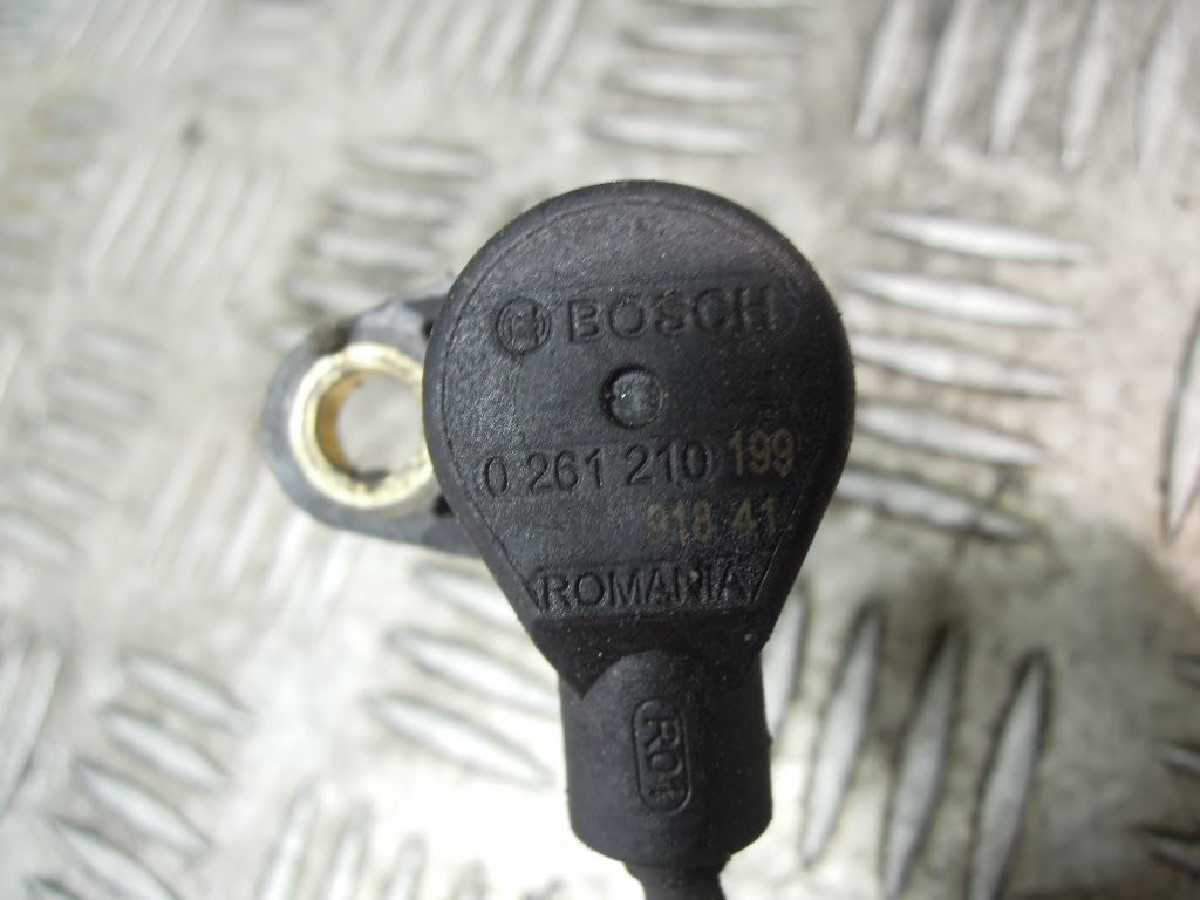 BOSCH
0 261 210 199
918 41
ROMANIA
R01